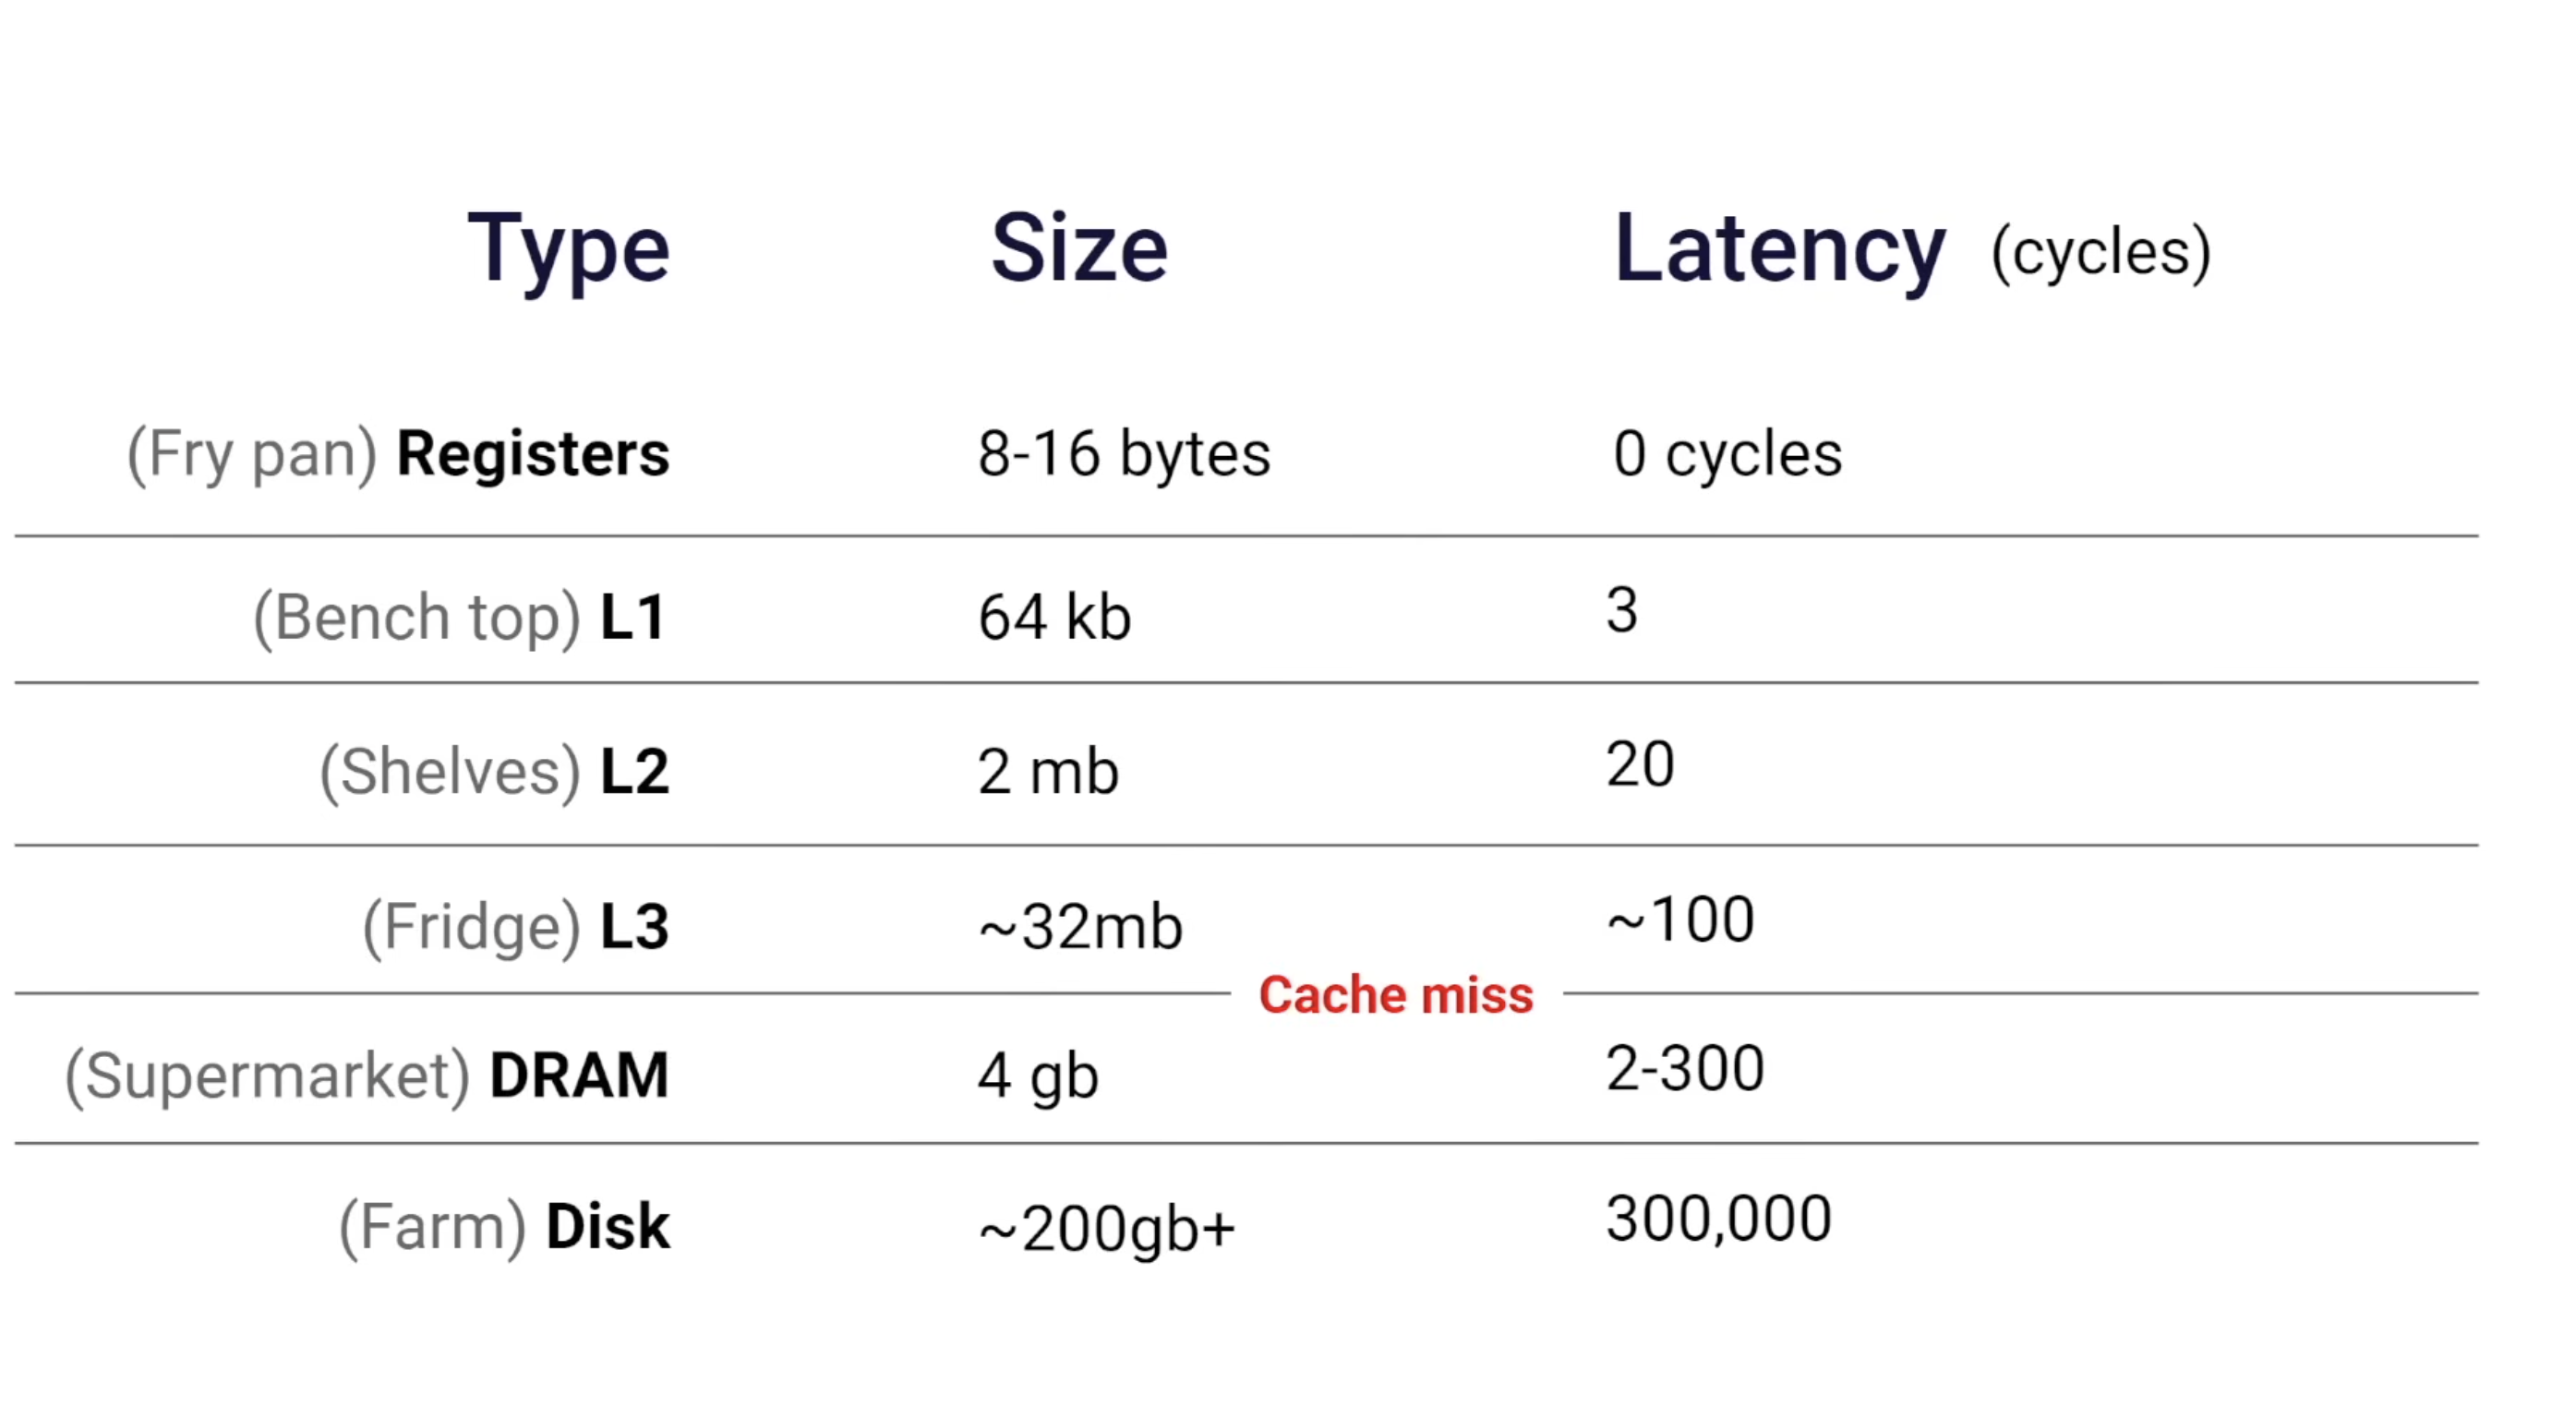 Type Size Latency (cycles)
(Fry pan) Registers 8-16 bytes 0 cycles
(Bench top) L1 64 kb 3
(Shelves) L2 2 mb 20
(Fridge) L3 ~32mb ~100
Cache miss
(Supermarket) DRAM 4 gb 2-300
(Farm) Disk ~200gb+ 300,000